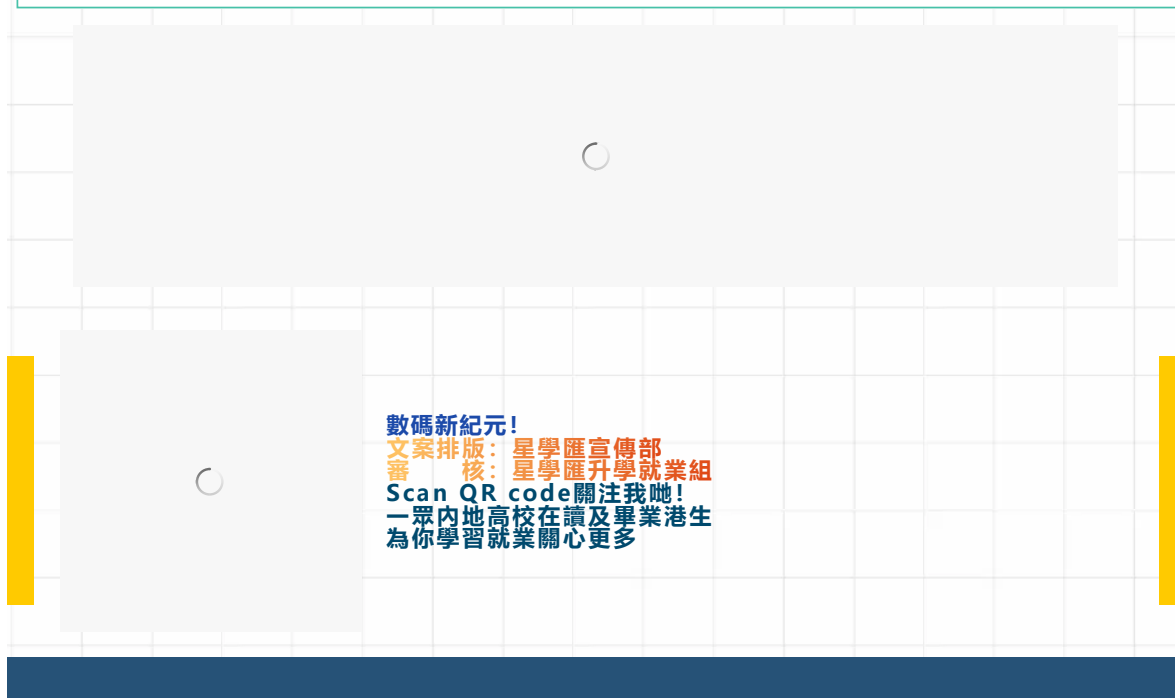 數碼新紀元！
文案排版：星學匯宣傳部
審　　核：星學匯升學就業組
Scan QR code關注我哋！
一眾內地高校在讀及畢業港生
為你學習就業關心更多